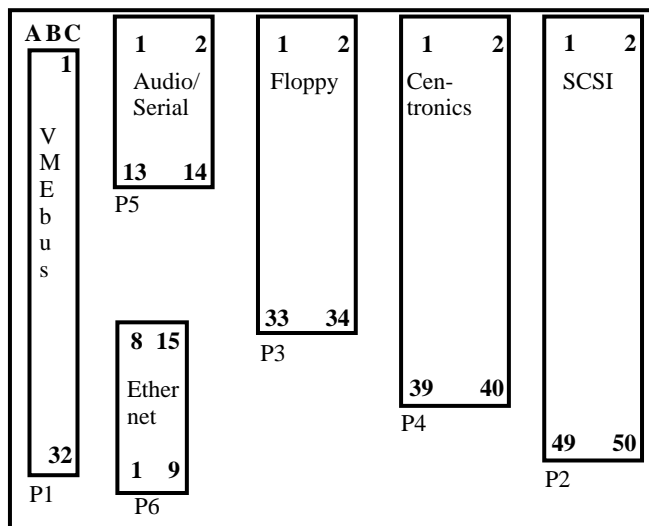 A B C
1
V
M
E
b
u
s
32
P1
1 2
Audio/
Serial
13 14
P5
8 15
Ether
net
1 9
P6
1 2
Floppy
33 34
P3
1 2
Cen-
tronics
39 40
P4
1 2
SCSI
49 50
P2